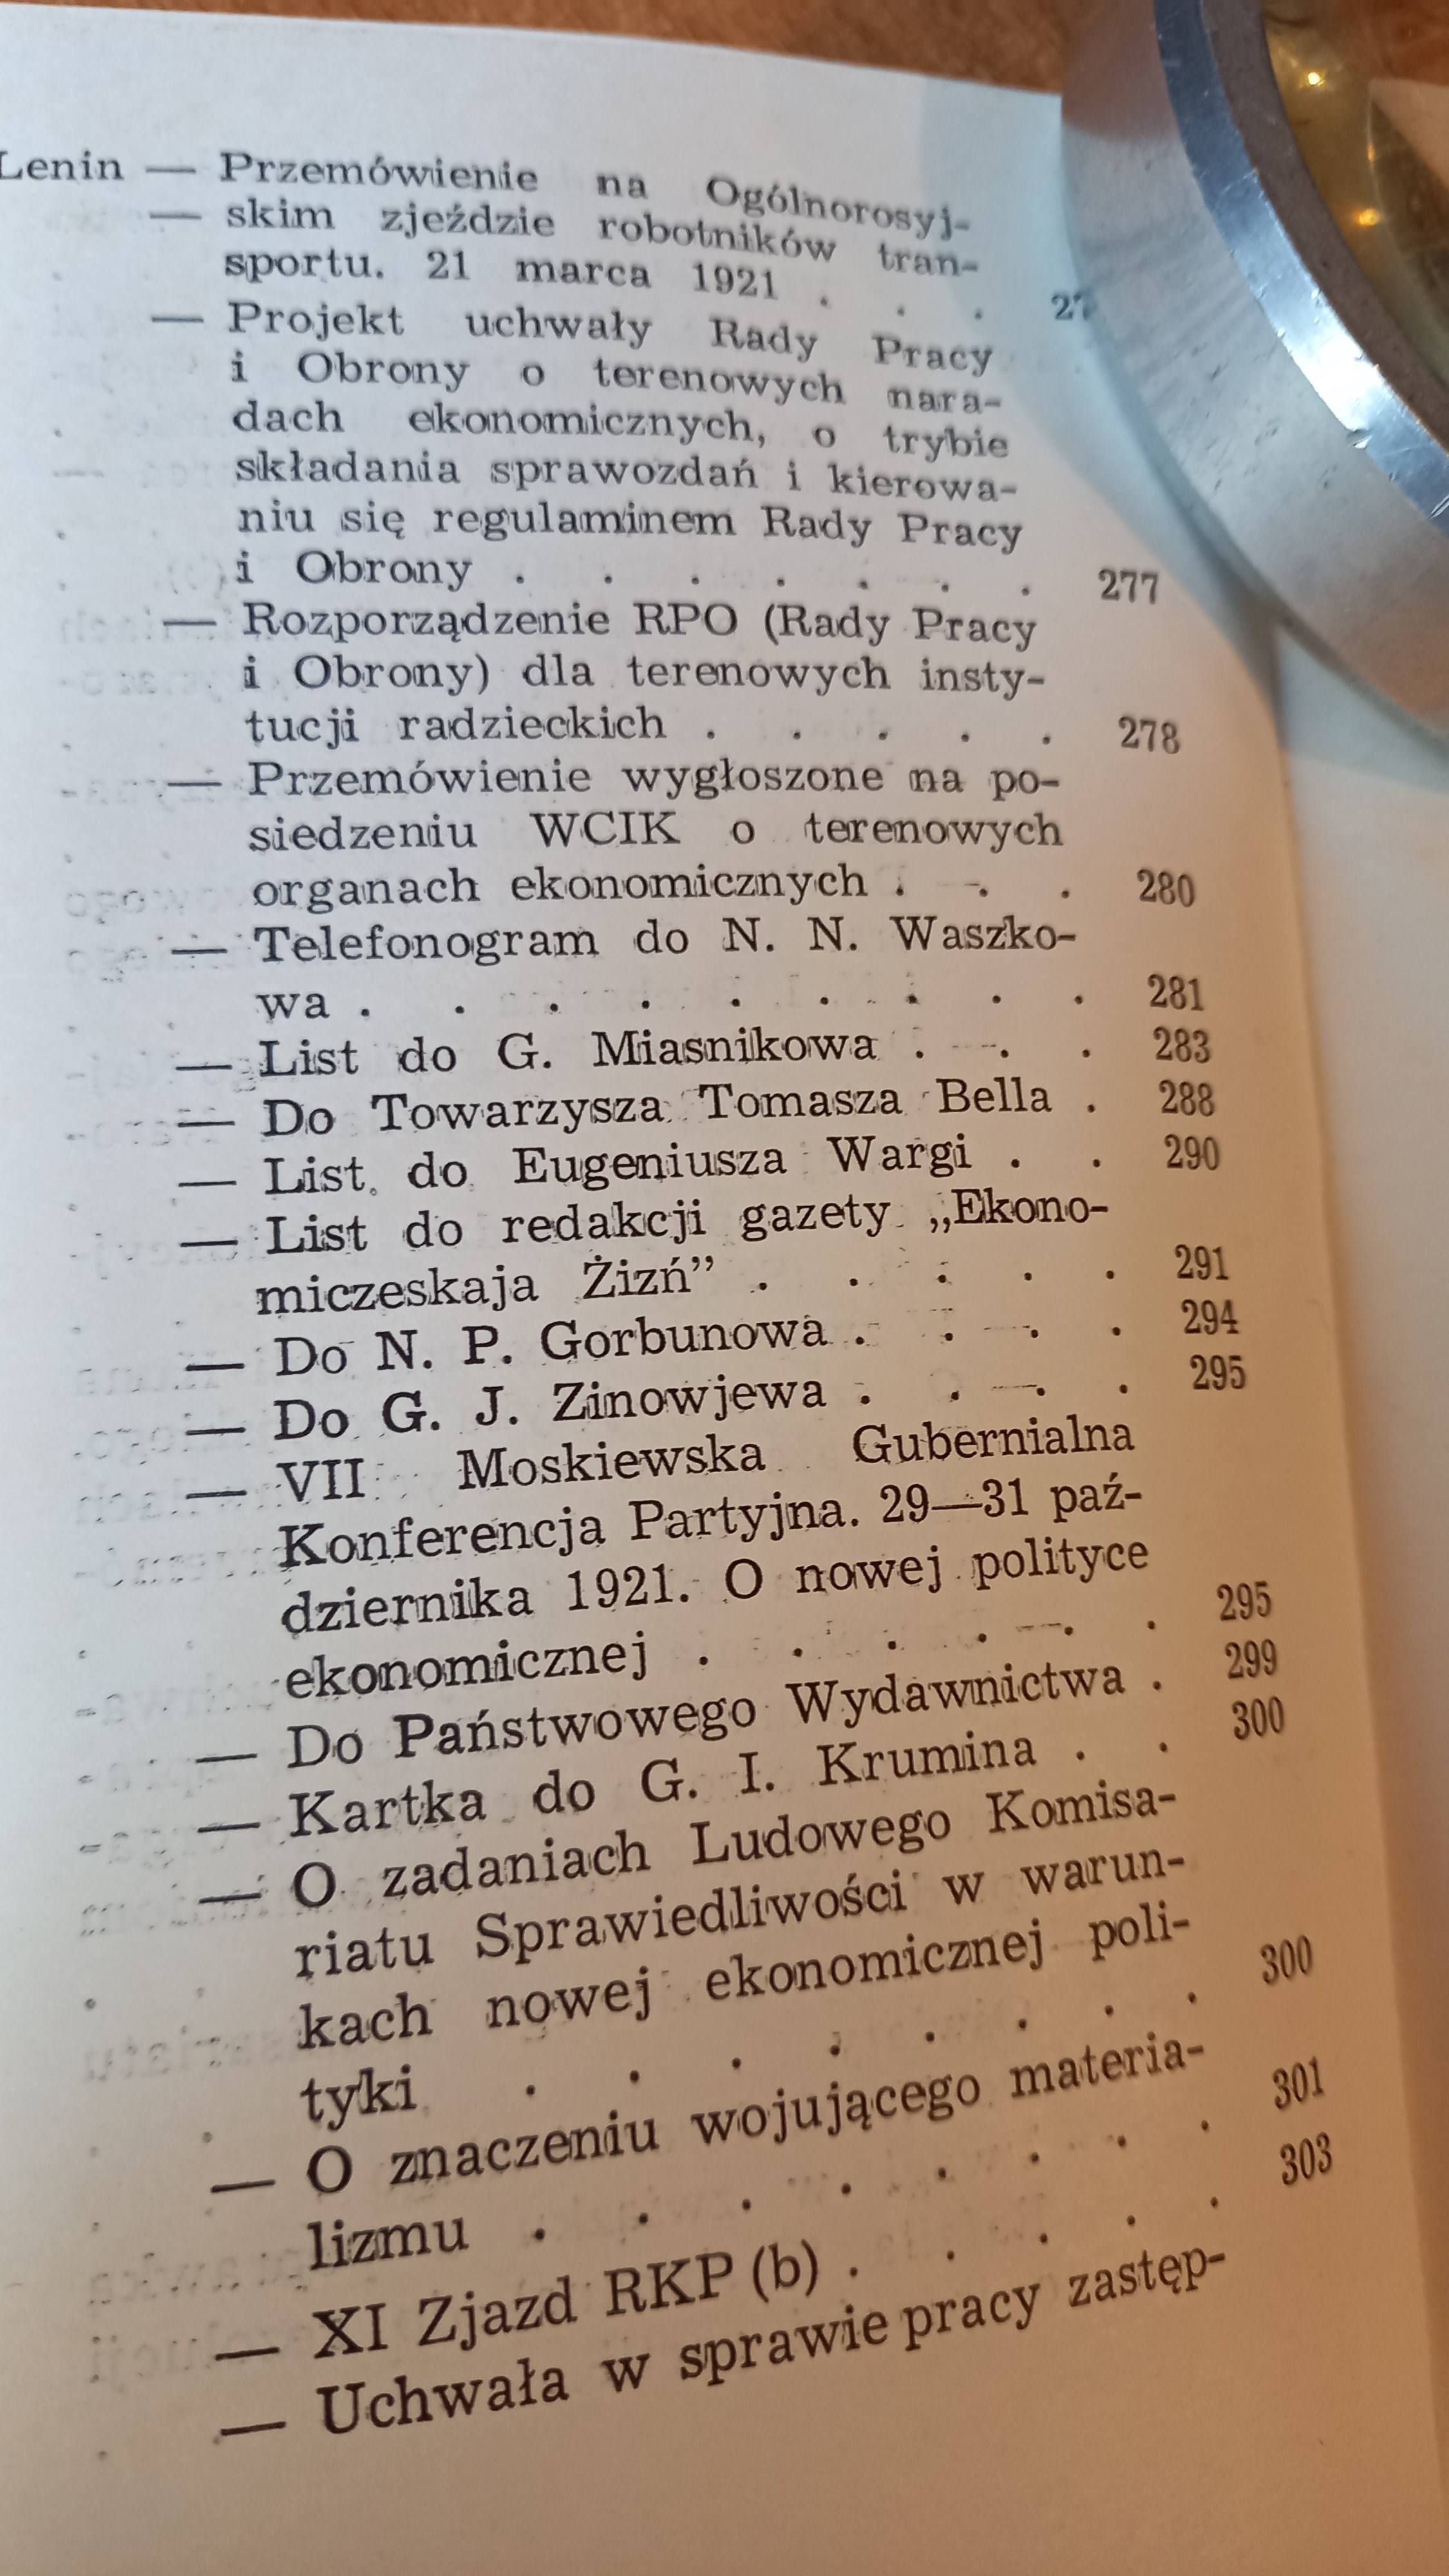 Lenin — Przemówienie na Ogólnorosyj-
— skim zjeździe robotników tran-
sportu. 21 marca 1921 . . .
— Projekt uchwały Rady Pracy
i Obrony o terenowych nara-
dach ekonomicznych, o trybie
składania sprawozdań i kierowa-
niu się regulaminem Rady Pracy
i Obrony . . . . . . . 277
— Rozporządzenie RPO (Rady Pracy
i Obrony) dla terenowych insty-
tucji radzieckich . . . . . 278
— Przemówienie wygłoszone na po-
siedzeniu WCIK o terenowych
organach ekonomicznych . . . 280
— Telefonogram do N. N. Waszko-
wa . . . . . . . . . 281
— List do G. Miasnikowa . . . 283
— Do Towarzysza Tomasza Bella . 288
— List do Eugeniusza Wargi . . 290
— List do redakcji gazety „Ekono-
miczeskaja Żizń” . . . . . 291
— Do N. P. Gorbunowa . . . . 294
— Do G. J. Zinowjewa . . . . 295
— VII Moskiewska Gubernialna
Konferencja Partyjna. 29—31 paź-
dziernika 1921. O nowej polityce
ekonomicznej . . . . . . 295
— Do Państwowego Wydawnictwa . 299
— Kartka do G. I. Krumina . . 300
— O zadaniach Ludowego Komisa-
riatu Sprawiedliwości w warun-
kach nowej ekonomicznej poli-
tyki . . . . . . . . 300
— O znaczeniu wojującego materia-
lizmu . . . . . . . . 301
— XI Zjazd RKP (b) . . . . . 303
— Uchwała w sprawie pracy zastęp-